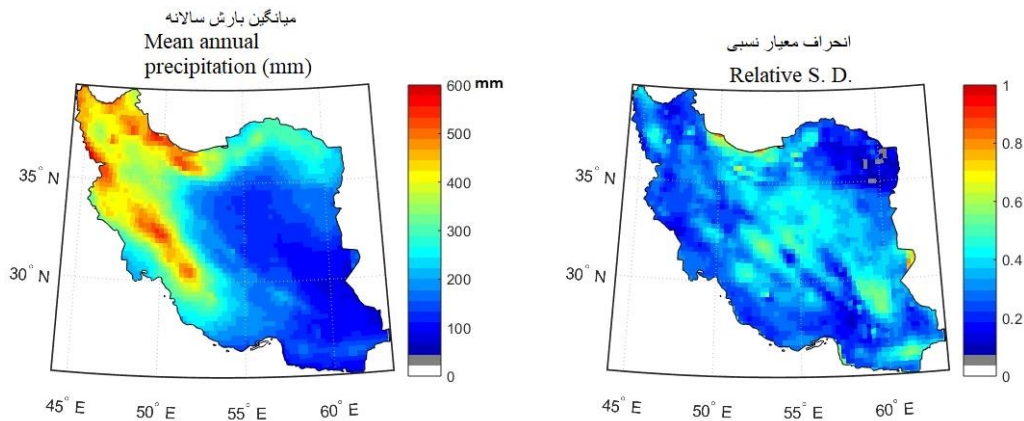 میانگین بارش سالانه
Mean annual
precipitation (mm)
600 mm
500
400
300
200
100
0
35° N
30° N
45° E
50° E
55° E
60° E
انحراف معیار نسبی
Relative S. D.
1
0.8
0.6
0.4
0.2
0
35° N
30° N
45° E
50° E
55° E
60° E